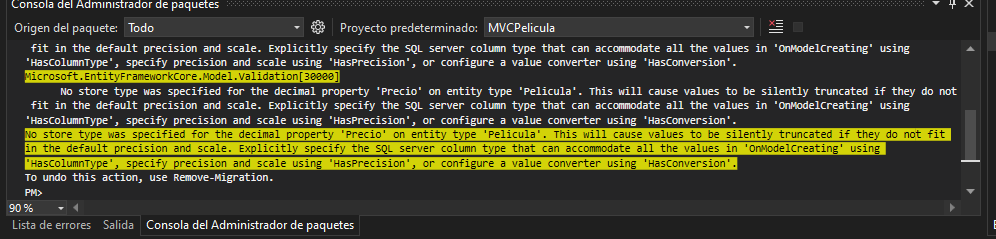 Consola del Administrador de paquetes
Origen del paquete: Todo Proyecto predeterminado: MVCPelicula
fit in the default precision and scale. Explicitly specify the SQL server column type that can accommodate all the values in 'OnModelCreating' using
'HasColumnType', specify precision and scale using 'HasPrecision', or configure a value converter using 'HasConversion'.
Microsoft.EntityFrameworkCore.Model.Validation[30000]
No store type was specified for the decimal property 'Precio' on entity type 'Pelicula'. This will cause values to be silently truncated if they do not
fit in the default precision and scale. Explicitly specify the SQL server column type that can accommodate all the values in 'OnModelCreating' using
'HasColumnType', specify precision and scale using 'HasPrecision', or configure a value converter using 'HasConversion'.
No store type was specified for the decimal property 'Precio' on entity type 'Pelicula'. This will cause values to be silently truncated if they do not fit
in the default precision and scale. Explicitly specify the SQL server column type that can accommodate all the values in 'OnModelCreating' using
'HasColumnType', specify precision and scale using 'HasPrecision', or configure a value converter using 'HasConversion'.
To undo this action, use Remove-Migration.
PM>
90 %
Lista de errores Salida Consola del Administrador de paquetes